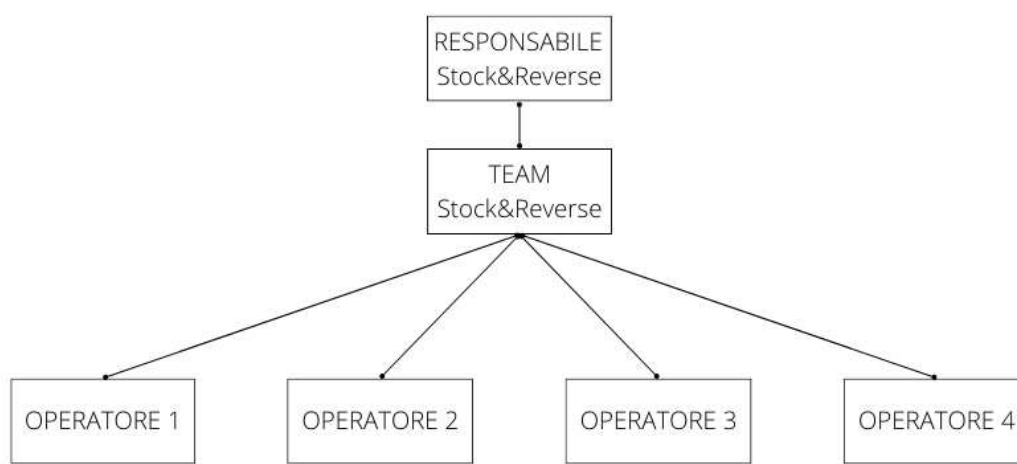 RESPONSABILE
Stock&Reverse
TEAM
Stock&Reverse
OPERATORE 1
OPERATORE 2
OPERATORE 3
OPERATORE 4